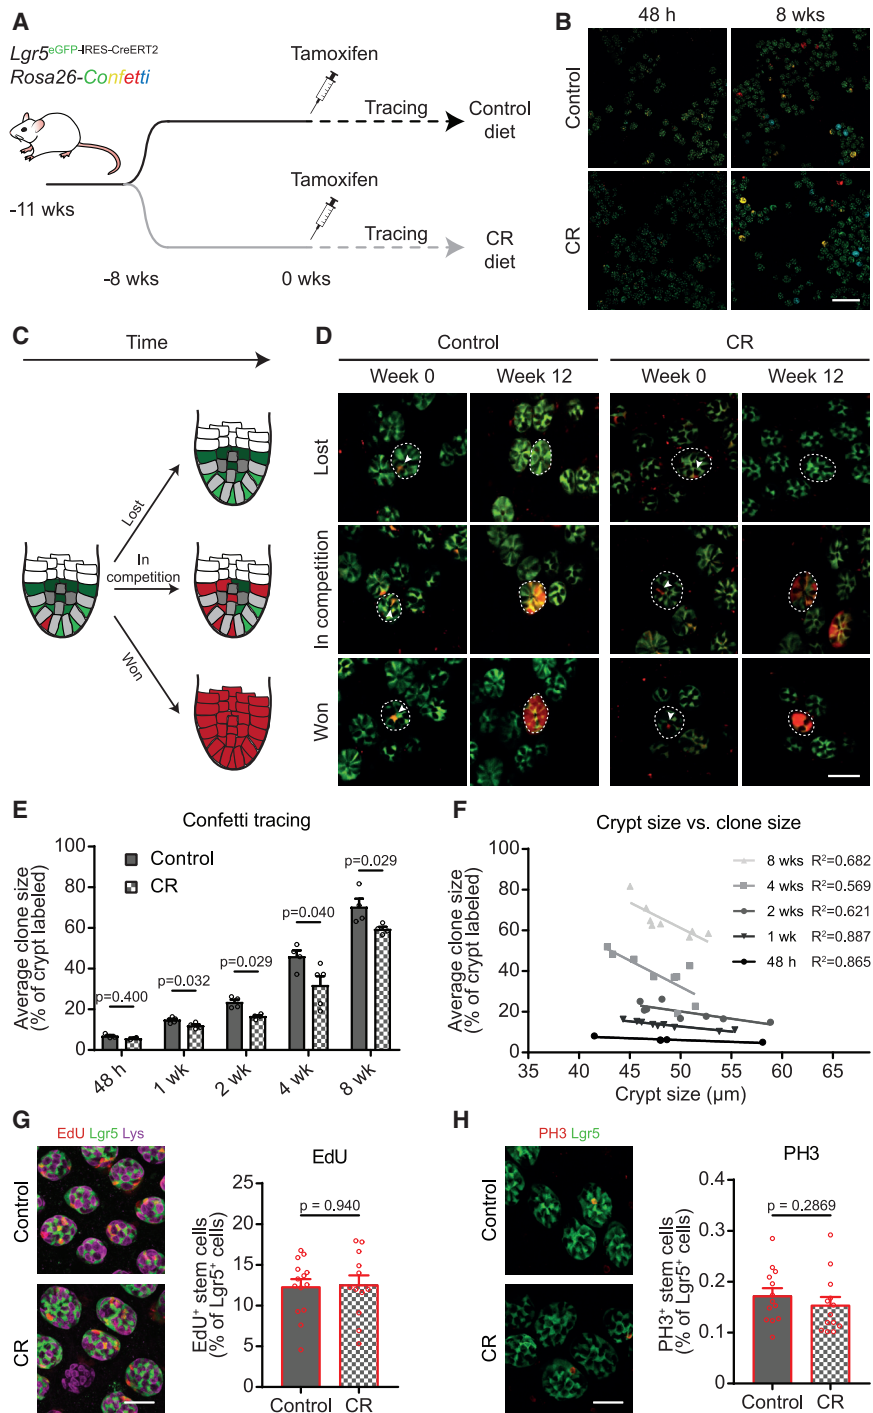 A
Lgr5eGFP-IRES-CreERT2
Rosa26-Confetti
Tamoxifen
Tracing
Control
diet
-11 wks
Tamoxifen
Tracing
CR
diet
-8 wks
0 wks
B
48 h
8 wks
Control
CR
C
Time
Lost
In
competition
Won
D
Control
CR
Week 0
Week 12
Week 0
Week 12
Lost
In competition
Won
E
Confetti tracing
Control
CR
Average clone size
(% of crypt labeled)
100
80
60
40
20
0
p=0.400
p=0.032
p=0.029
p=0.040
p=0.029
48 h
1 wk
2 wk
4 wk
8 wk
F
Crypt size vs. clone size
Average clone size
(% of crypt labeled)
100
80
60
40
20
0
8 wks R2=0.682
4 wks R2=0.569
2 wks R2=0.621
1 wk R2=0.887
48 h R2=0.865
35 40 45 50 55 60 65
Crypt size (µm)
G
EdU Lgr5 Lys
Control
CR
EdU
p = 0.940
EdU+ stem cells
(% of Lgr5+ cells)
25
20
15
10
5
0
Control
CR
H
PH3 Lgr5
Control
CR
PH3
p = 0.2869
PH3+ stem cells
(% of Lgr5+ cells)
0.4
0.3
0.2
0.1
0
Control
CR